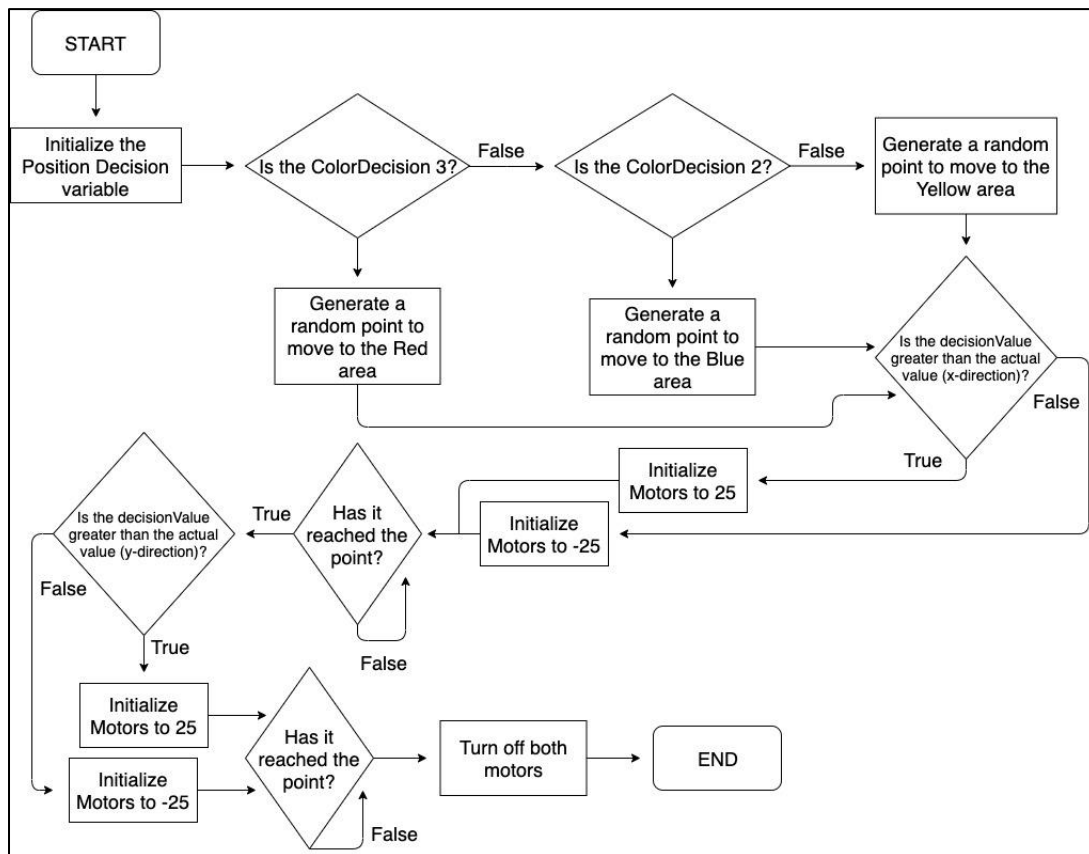 START
Initialize the
Position Decision
variable
Is the ColorDecision 3?
False
Is the ColorDecision 2?
False
Generate a random
point to move to the
Yellow area
Generate a
random point to
move to the Red
area
Generate a
random point to
move to the Blue
area
Is the decisionValue
greater than the actual
value (x-direction)?
False
True
Initialize
Motors to 25
Initialize
Motors to -25
Has it
reached the
point?
False
True
Is the decisionValue
greater than the actual
value (y-direction)?
False
True
Initialize
Motors to 25
Initialize
Motors to -25
Has it
reached the
point?
False
Turn off both
motors
END